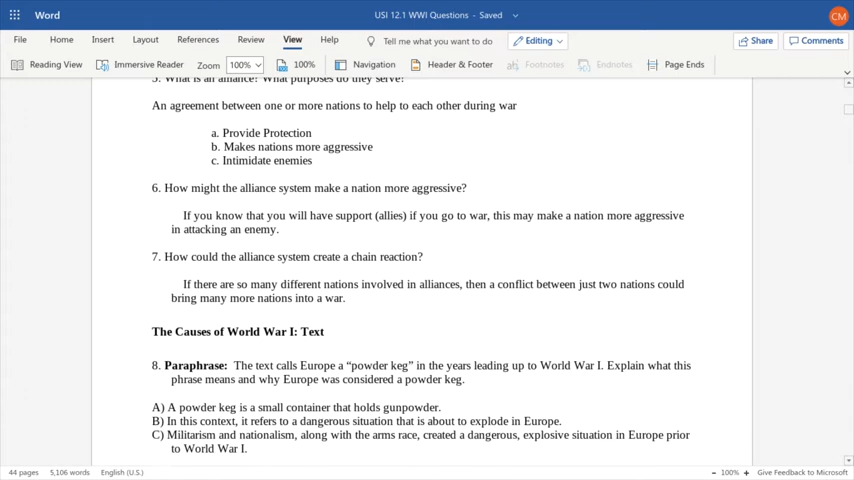 Word
USI 12.1 WWI Questions - Saved
CM
File Home Insert Layout References Review View Help Tell me what you want to do Editing Share Comments
Reading View Immersive Reader Zoom 100% 100% Navigation Header & Footer Footnotes Endnotes Page Ends
5. What is an alliance? What purposes do they serve?
An agreement between one or more nations to help to each other during war
a. Provide Protection
b. Makes nations more aggressive
c. Intimidate enemies
6. How might the alliance system make a nation more aggressive?
If you know that you will have support (allies) if you go to war, this may make a nation more aggressive
in attacking an enemy.
7. How could the alliance system create a chain reaction?
If there are so many different nations involved in alliances, then a conflict between just two nations could
bring many more nations into a war.
The Causes of World War I: Text
8. Paraphrase: The text calls Europe a “powder keg” in the years leading up to World War I. Explain what this
phrase means and why Europe was considered a powder keg.
A) A powder keg is a small container that holds gunpowder.
B) In this context, it refers to a dangerous situation that is about to explode in Europe.
C) Militarism and nationalism, along with the arms race, created a dangerous, explosive situation in Europe prior
to World War I.
44 pages 5,106 words English (U.S.) - 100% + Give Feedback to Microsoft